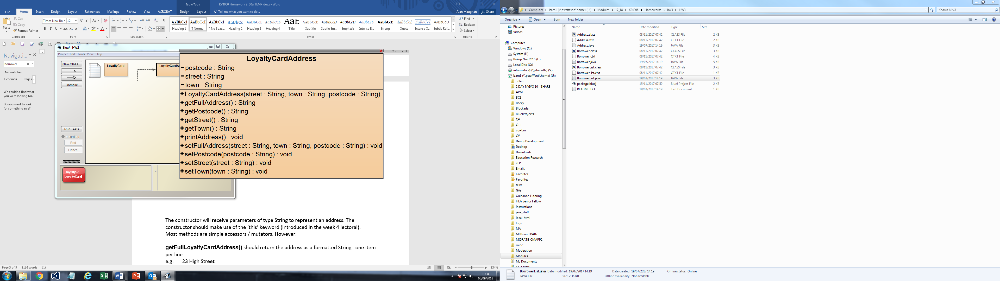 Table Tools
KV4000 Homework 2 00a TEMP.docx - Word
File Home Insert Design Layout References Mailings Review View ACROBAT Design Layout Tell me what you want to do...
Alan Maughan Share
Paste
Cut
Copy
Format Painter
Clipboard
Times New Ro 12
Font
Paragraph
AaBbCcI AaBbCcI AaBbCcI AaBbCc AaBbCcI AaBbCcD AaB AaBbCcD AaBbCcD AaBbCcD AaBbCcD AaBbCcD AaBbCcI AaBbCcI AaBbCcD
Heading 1 ¶ Normal ¶ No Spac... Heading 2 Heading 3 Heading 4 Title Subtitle Subtle Em... Emphasis Intense E... Strong Quote Intense Q... Subtle Ref...
Styles
Find
Replace
Select
Editing
Navigati...
borrower
No matches
Headings Pages
We couldn't find what
you were looking for.
Do you want to look
for something else?
17 18
BlueJ: HW2
Project Edit Tools View Help
New Class...
Compile
Run Tests
recording
End
Cancel
LoyaltyCard
LoyaltyCardA
loyaltyC1:
LoyaltyCard
LoyaltyCardAddress
- postcode : String
- street : String
- town : String
+ LoyaltyCardAddress(street : String, town : String, postcode : String)
+ getFullAddress() : String
+ getPostcode() : String
+ getStreet() : String
+ getTown() : String
+ printAddress() : void
+ setFullAddress(street : String, town : String, postcode : String) : void
+ setPostcode(postcode : String) : void
+ setStreet(street : String) : void
+ setTown(town : String) : void
The constructor will receive parameters of type String to represent an address. The
constructor should make use of the ‘this’ keyword (introduced in the week 4 lectoral).
Most methods are simple accessors / mutators. However:
getFullLoyaltyCardAddress() should return the address as a formatted String, one item
per line:
e.g. 23 High Street
Page 3 of 5 1116 words
134%
10:34
06/09/2018
Computer izam1 (\\pstafffsnb\home) (U:) Modules 17_18 KF4006 Homeworks hw3 HW3
Search HW3
Organize Open Burn New folder
Pictures
Videos
Computer
Windows (C:)
System (E:)
Bakup Nov 2016 (F:)
Local Disk (Q:)
informatics$ (\\sharedfs) (S:)
izam1 (\\pstafffsnb\home) (U:)
.idlerc
2 DAY NVIVO 10 - SHARE
APM
BCS
Becky
Blockade
BlueJProjects
C#
C++
cgi-bin
CV
DesignDevelopment
Desktop
Downloads
Education Research
eLP
Emails
Favorites
Favorites
felke
GAs
Guidance Tutoring
HEA Senior Fellow
Instructions
java_stuff
local-html
logs
MA
MEBs and PABs
MIGRATE_CMAPP2
mine
Moderation
Modules
My Documents
My Music
Name Date modified Type Size
Address.class 08/11/2017 07:42 CLASS File 2 KB
Address.ctxt 08/11/2017 07:42 CTXT File 2 KB
Address.java 19/07/2017 14:19 JAVA File 3 KB
Borrower.class 08/11/2017 07:42 CLASS File 3 KB
Borrower.ctxt 08/11/2017 07:42 CTXT File 4 KB
Borrower.java 19/07/2017 14:19 JAVA File 5 KB
BorrowerList.class 08/11/2017 07:42 CLASS File 3 KB
BorrowerList.ctxt 08/11/2017 07:42 CTXT File 1 KB
BorrowerList.java 19/07/2017 14:19 JAVA File 3 KB
package.bluej 15/11/2017 07:50 BlueJ Project File 2 KB
README.TXT 19/07/2017 14:19 Text Document 1 KB
BorrowerList.java Date modified: 19/07/2017 14:19 Date created: 19/07/2017 14:19 Offline status: Online
JAVA File Size: 2.36 KB Offline availability: Not available